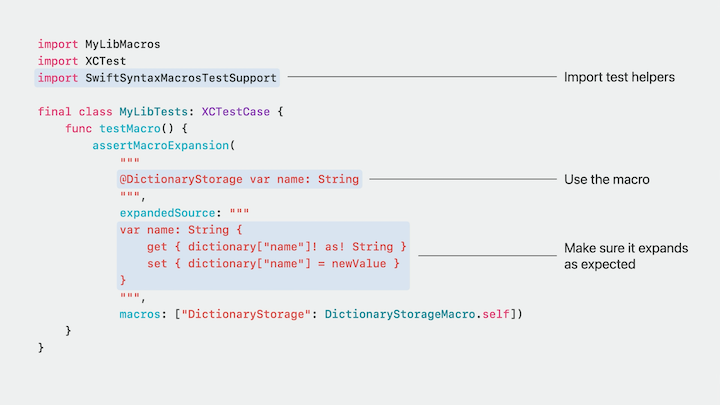 import MyLibMacros
import XCTest
import SwiftSyntaxMacrosTestSupport
Import test helpers
final class MyLibTests: XCTestCase {
func testMacro() {
assertMacroExpansion(
"""
@DictionaryStorage var name: String
Use the macro
""",
expandedSource: """
var name: String {
get { dictionary["name"]! as! String }
set { dictionary["name"] = newValue }
}
Make sure it expands
as expected
""",
macros: ["DictionaryStorage": DictionaryStorageMacro.self])
}
}